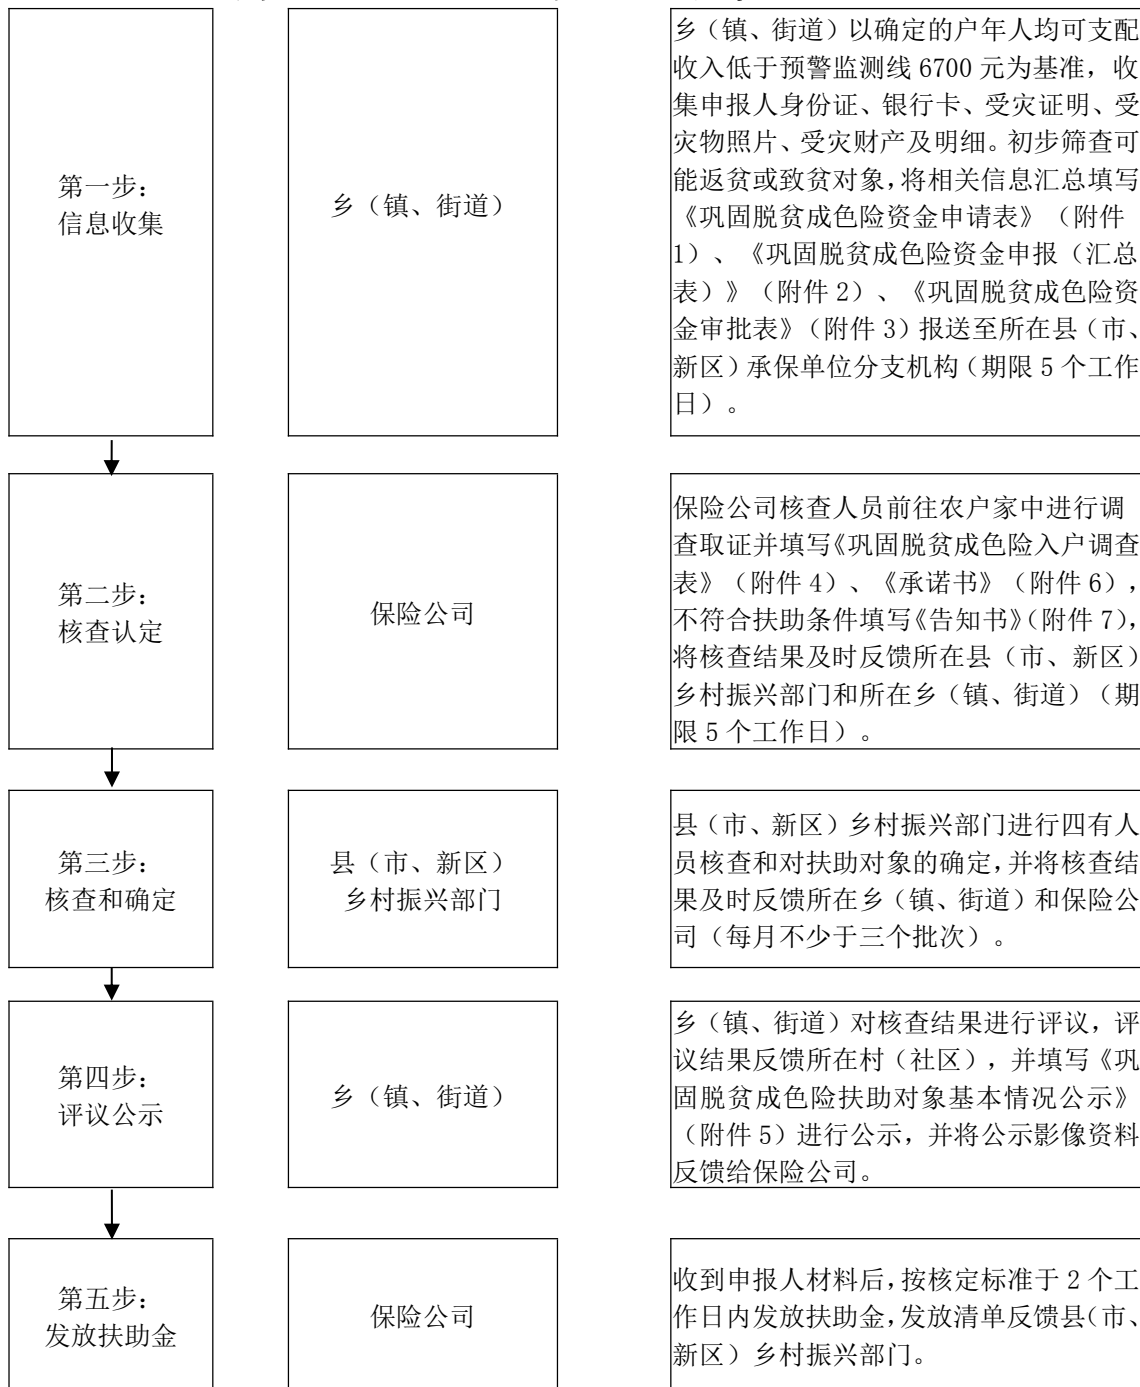 第一步：
信息收集
乡（镇、街道）
乡（镇、街道）以确定的户年人均可支配
收入低于预警监测线 6700 元为基准，收
集申报人身份证、银行卡、受灾证明、受
灾物照片、受灾财产及明细。初步筛查可
能返贫或致贫对象，将相关信息汇总填写
《巩固脱贫成色险资金申请表》（附件
1）、《巩固脱贫成色险资金申报（汇总
表）》（附件 2）、《巩固脱贫成色险资
金审批表》（附件 3）报送至所在县（市、
新区）承保单位分支机构（期限 5 个工作
日）。
第二步：
核查认定
保险公司
保险公司核查人员前往农户家中进行调
查取证并填写《巩固脱贫成色险入户调查
表》（附件 4）、《承诺书》（附件 6），
不符合扶助条件填写《告知书》（附件 7），
将核查结果及时反馈所在县（市、新区）
乡村振兴部门和所在乡（镇、街道）（期
限 5 个工作日）。
第三步：
核查和确定
县（市、新区）
乡村振兴部门
县（市、新区）乡村振兴部门进行四有人
员核查和对扶助对象的确定，并将核查结
果及时反馈所在乡（镇、街道）和保险公
司（每月不少于三个批次）。
第四步：
评议公示
乡（镇、街道）
乡（镇、街道）对核查结果进行评议，评
议结果反馈所在村（社区），并填写《巩
固脱贫成色险扶助对象基本情况公示》
（附件 5）进行公示，并将公示影像资料
反馈给保险公司。
第五步：
发放扶助金
保险公司
收到申报人材料后，按核定标准于 2 个工
作日内发放扶助金，发放清单反馈县（市、
新区）乡村振兴部门。